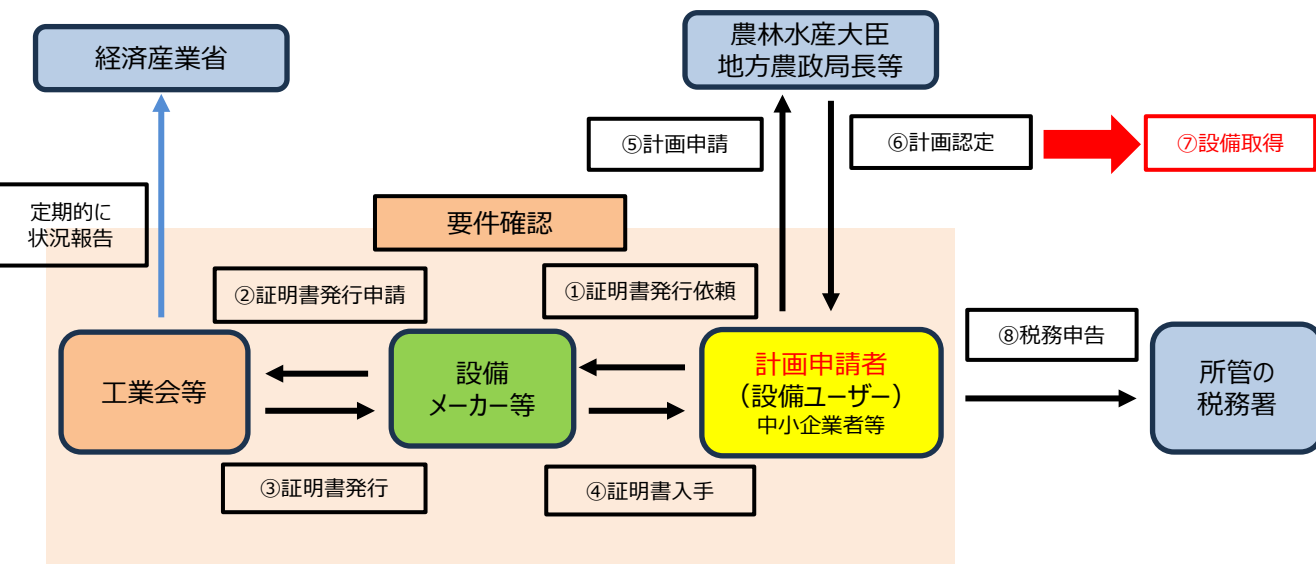 経済産業省
農林水産大臣
地方農政局長等
⑤計画申請
⑥計画認定
⑦設備取得
定期的に
状況報告
要件確認
②証明書発行申請
①証明書発行依頼
⑧税務申告
工業会等
設備
メーカー等
計画申請者
（設備ユーザー）
中小企業者等
所管の
税務署
③証明書発行
④証明書入手